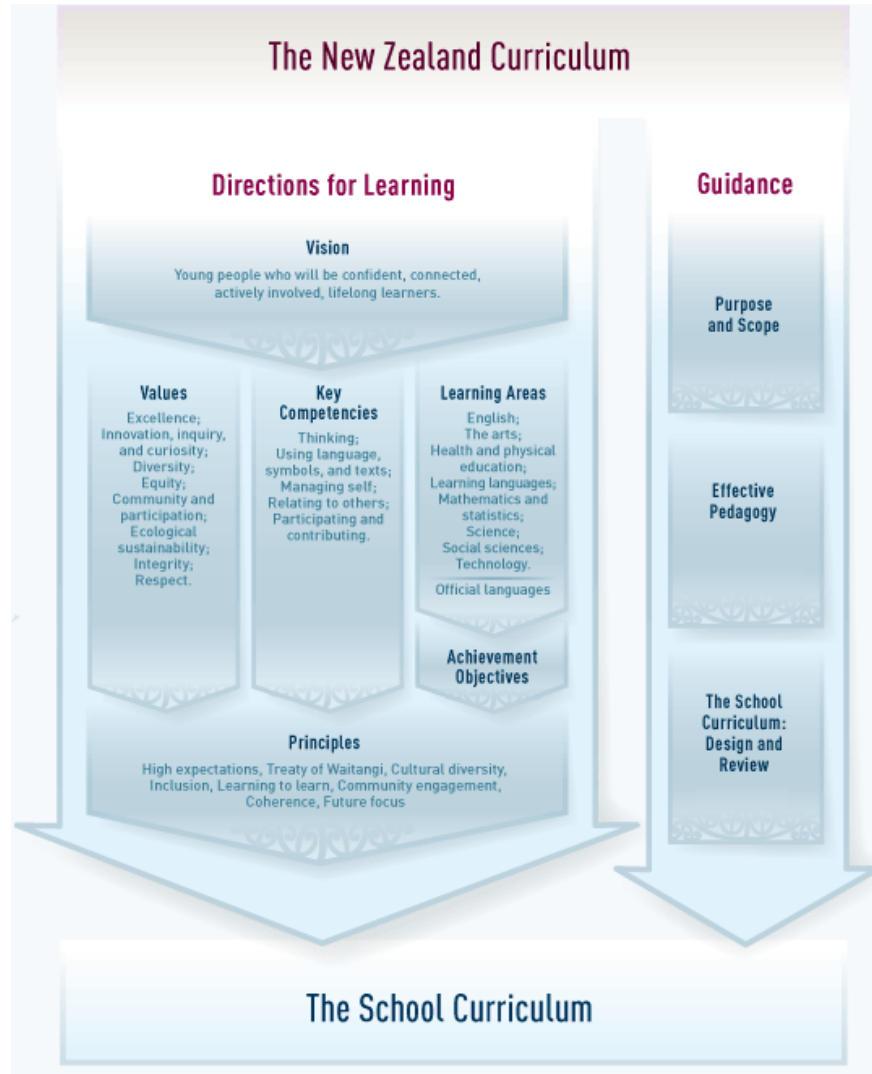 The New Zealand Curriculum
Directions for Learning
Vision
Young people who will be confident, connected,
actively involved, lifelong learners.
Values
Excellence;
Innovation, inquiry,
and curiosity;
Diversity;
Equity;
Community and
participation;
Ecological
sustainability;
Integrity;
Respect.
Key
Competencies
Thinking;
Using language,
symbols, and texts;
Managing self;
Relating to others;
Participating and
contributing.
Learning Areas
English;
The arts;
Health and physical
education;
Learning languages;
Mathematics and
statistics;
Science;
Social sciences;
Technology.
Official languages
Achievement
Objectives
Principles
High expectations, Treaty of Waitangi, Cultural diversity,
Inclusion, Learning to learn, Community engagement,
Coherence, Future focus
Guidance
Purpose
and Scope
Effective
Pedagogy
The School
Curriculum:
Design and
Review
The School Curriculum